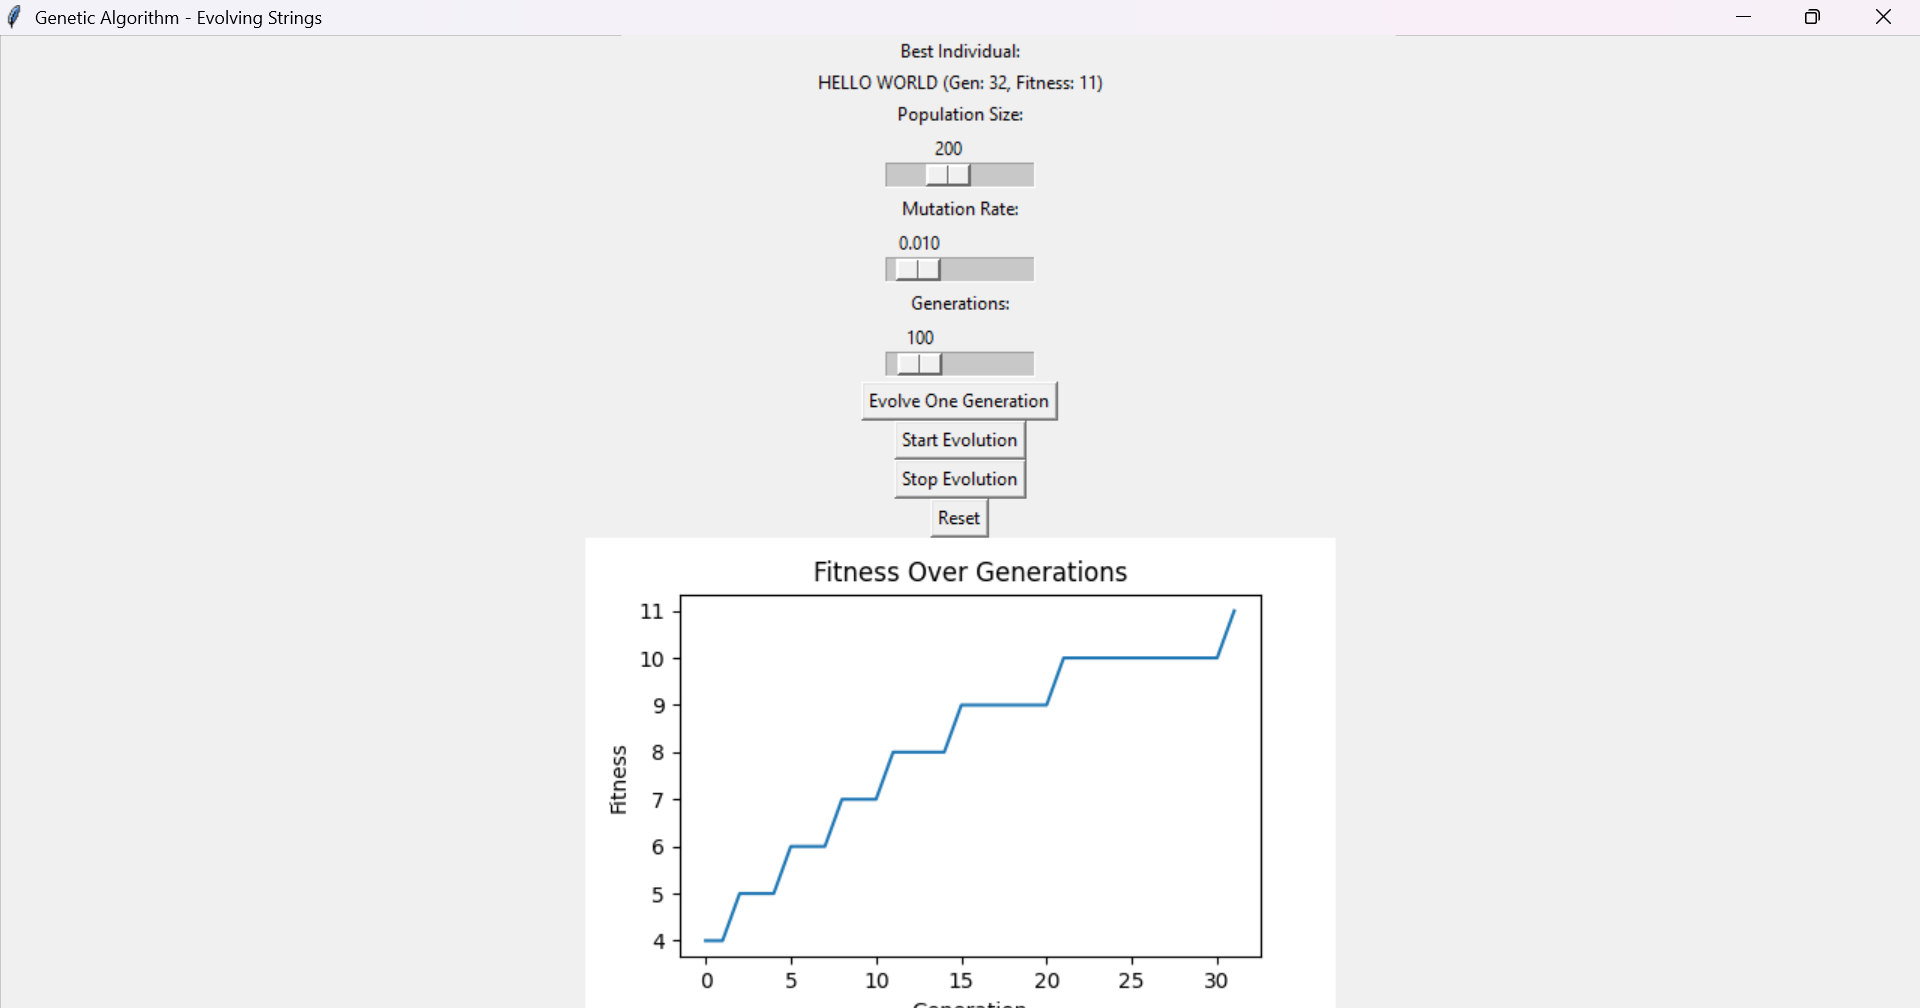 Genetic Algorithm - Evolving Strings
Best Individual:
HELLO WORLD (Gen: 32, Fitness: 11)
Population Size:
200
Mutation Rate:
0.010
Generations:
100
Evolve One Generation
Start Evolution
Stop Evolution
Reset
Fitness Over Generations
11
10
9
8
7
6
5
4
Fitness
0 5 10 15 20 25 30
Generation